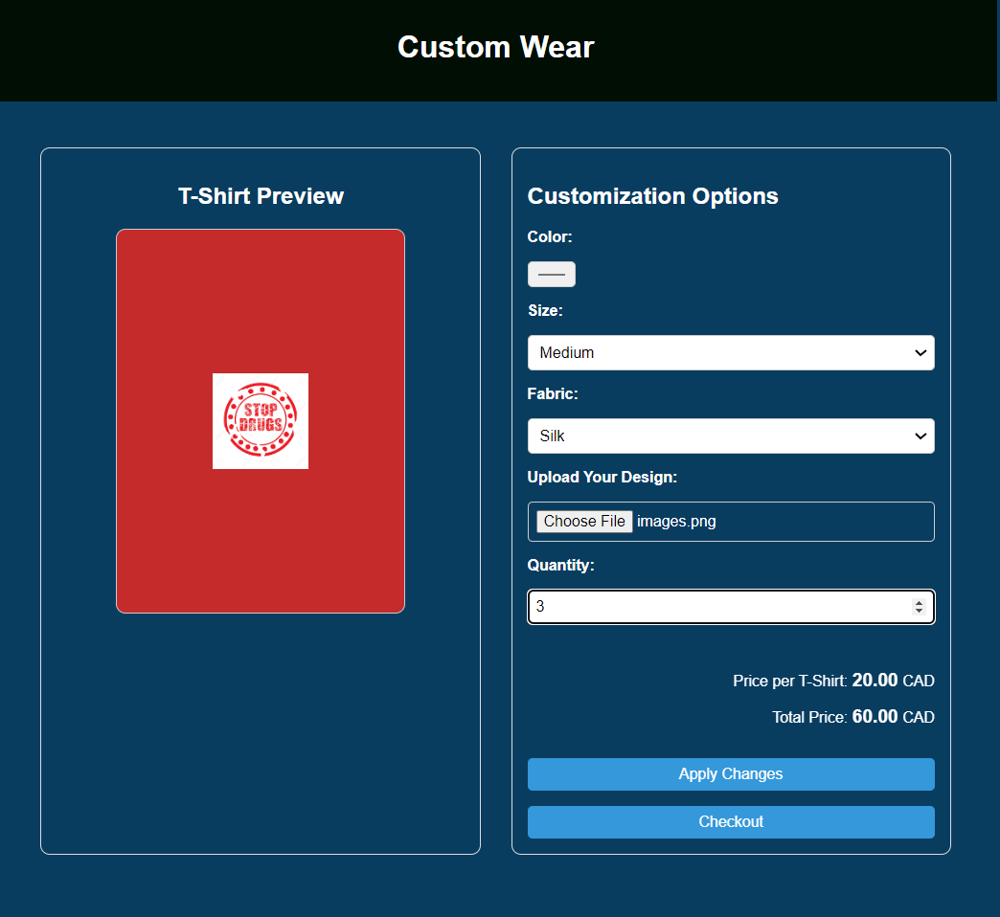 Custom Wear
T-Shirt Preview
STOP
DRUGS
Customization Options
Color:
Size:
Medium
Fabric:
Silk
Upload Your Design:
Choose File images.png
Quantity:
3
Price per T-Shirt: 20.00 CAD
Total Price: 60.00 CAD
Apply Changes
Checkout